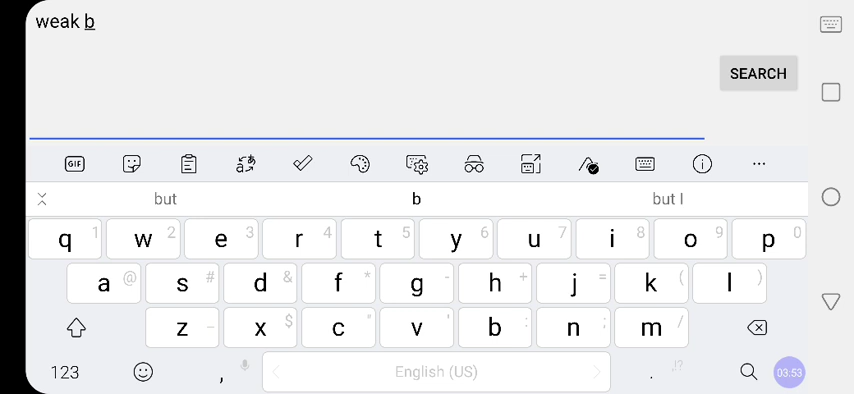 weak b
SEARCH
GIF
but b but I
q 1 w 2 e 3 r 4 t 5 y 6 u 7 i 8 o 9 p 0
a @ s # d & f * g - h + j = k ( l )
z _ x $ c " v ' b : n ; m /
123 , English (US) . .!? 03:53